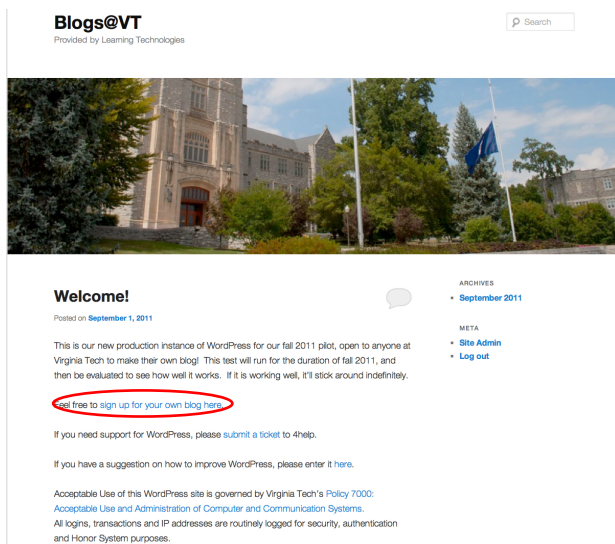 Blogs@VT
Provided by Learning Technologies
Search
Welcome!
Posted on September 1, 2011
This is our new production instance of WordPress for our fall 2011 pilot, open to anyone at
Virginia Tech to make their own blog! This test will run for the duration of fall 2011, and
then be evaluated to see how well it works. If it is working well, it'll stick around indefinitely.
Feel free to sign up for your own blog here.
If you need support for WordPress, please submit a ticket to 4help.
If you have a suggestion on how to improve WordPress, please enter it here.
Acceptable Use of this WordPress site is governed by Virginia Tech's Policy 7000:
Acceptable Use and Administration of Computer and Communication Systems.
All logins, transactions and IP addresses are routinely logged for security, authentication
and Honor System purposes.
ARCHIVES
September 2011
META
Site Admin
Log out